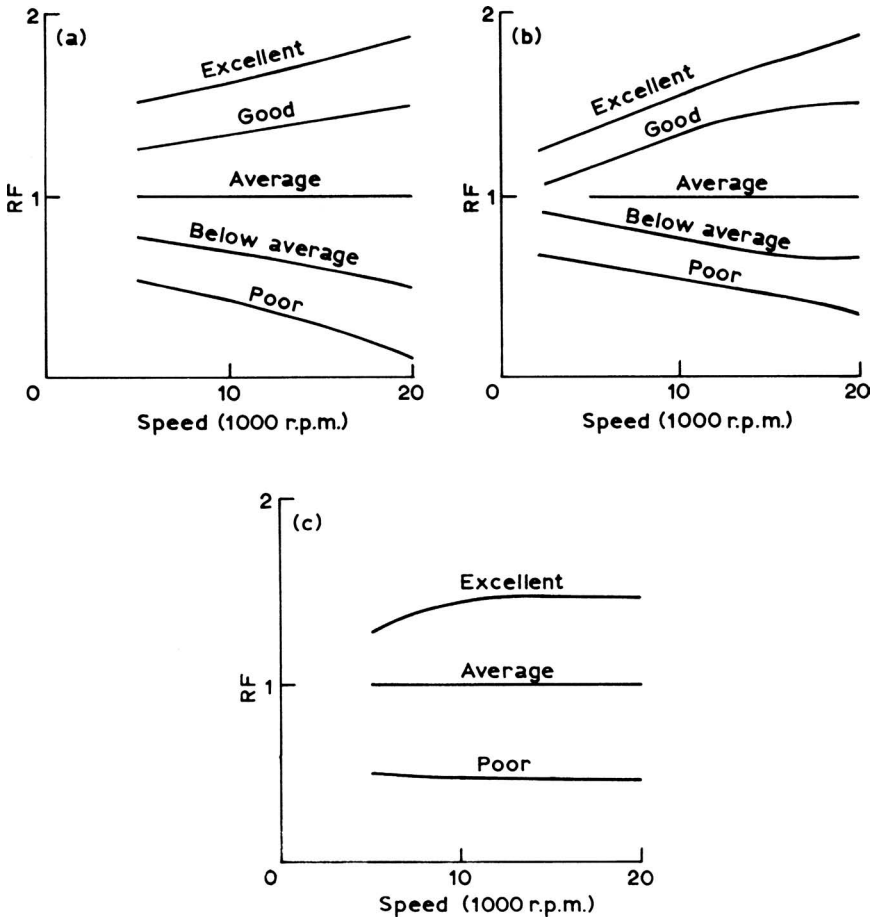 2
(a)
Excellent
Good
RF
1
Average
Below average
Poor
0
10
20
Speed (1000 r.p.m.)
2
(b)
Excellent
Good
RF
1
Average
Below average
Poor
0
10
20
Speed (1000 r.p.m.)
2
(c)
Excellent
RF
1
Average
Poor
0
10
20
Speed (1000 r.p.m.)